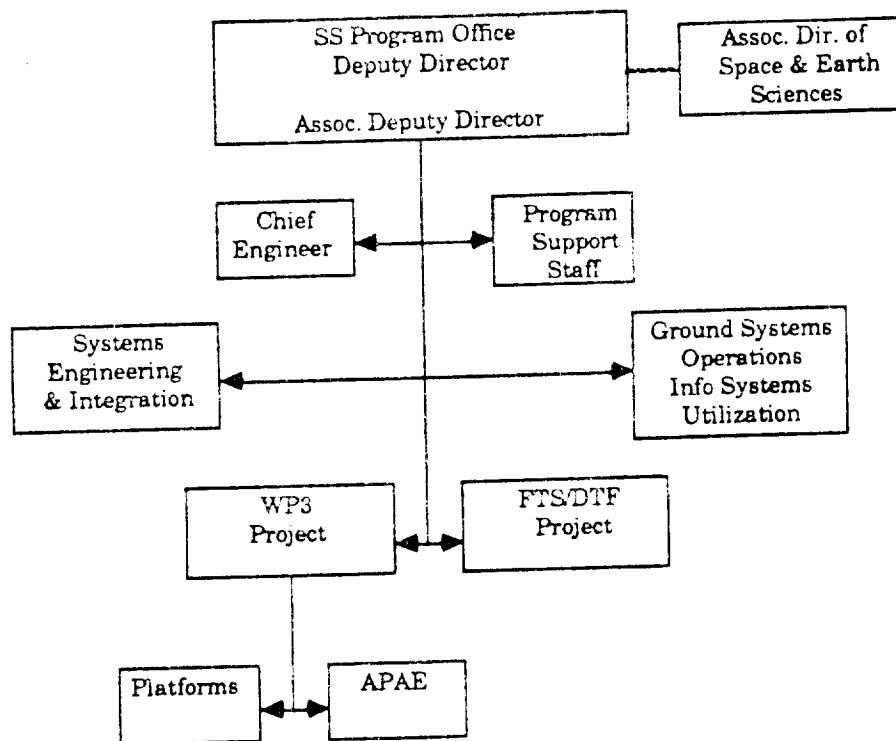 SS Program Office
Deputy Director
Assoc. Deputy Director
Assoc. Dir. of
Space & Earth
Sciences
Chief
Engineer
Program
Support
Staff
Systems
Engineering
& Integration
Ground Systems
Operations
Info Systems
Utilization
WP3
Project
FTS/DTF
Project
Platforms
APAE